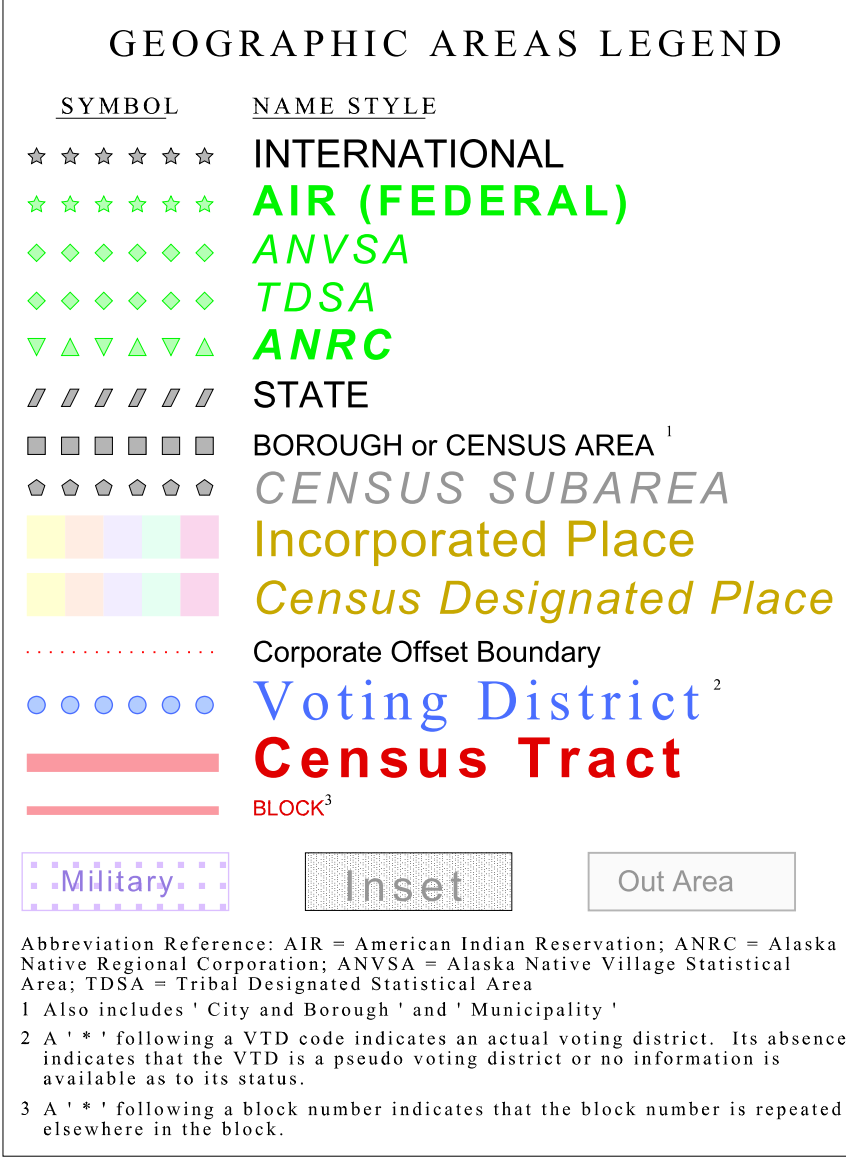 GEOGRAPHIC AREAS LEGEND
SYMBOL NAME STYLE
INTERNATIONAL
AIR (FEDERAL)
ANVSA
TDSA
ANRC
STATE
BOROUGH or CENSUS AREA 1
CENSUS SUBAREA
Incorporated Place
Census Designated Place
Corporate Offset Boundary
Voting District 2
Census Tract
BLOCK3
Military Inset Out Area
Abbreviation Reference: AIR = American Indian Reservation; ANRC = Alaska
Native Regional Corporation; ANVSA = Alaska Native Village Statistical
Area; TDSA = Tribal Designated Statistical Area
1 Also includes ' City and Borough ' and ' Municipality '
2 A ' * ' following a VTD code indicates an actual voting district. Its absence
indicates that the VTD is a pseudo voting district or no information is
available as to its status.
3 A ' * ' following a block number indicates that the block number is repeated
elsewhere in the block.